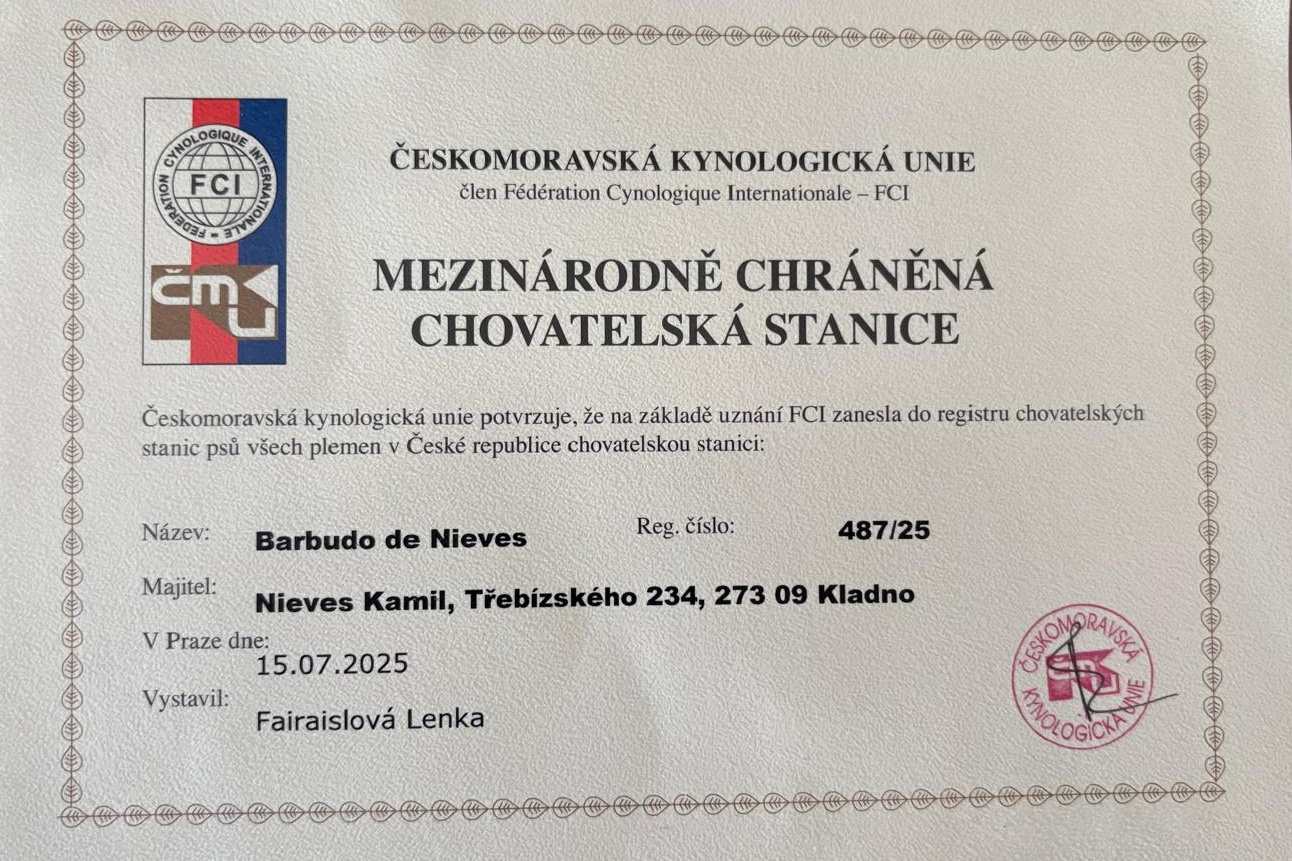 FEDERATION CYNOLOGIQUE INTERNATIONALE
FCI
ČMKU
ČESKOMORAVSKÁ KYNOLOGICKÁ UNIE
člen Fédération Cynologique Internationale – FCI
MEZINÁRODNĚ CHRÁNĚNÁ
CHOVATELSKÁ STANICE
Českomoravská kynologická unie potvrzuje, že na základě uznání FCI zanesla do registru chovatelských
stanic psů všech plemen v České republice chovatelskou stanici:
Název: Barbudo de Nieves Reg. číslo: 487/25
Majitel: Nieves Kamil, Třebízského 234, 273 09 Kladno
V Praze dne:
15.07.2025
Vystavil:
Fairaislová Lenka
ČESKOMORAVSKÁ
KYNOLOGICKÁ UNIE